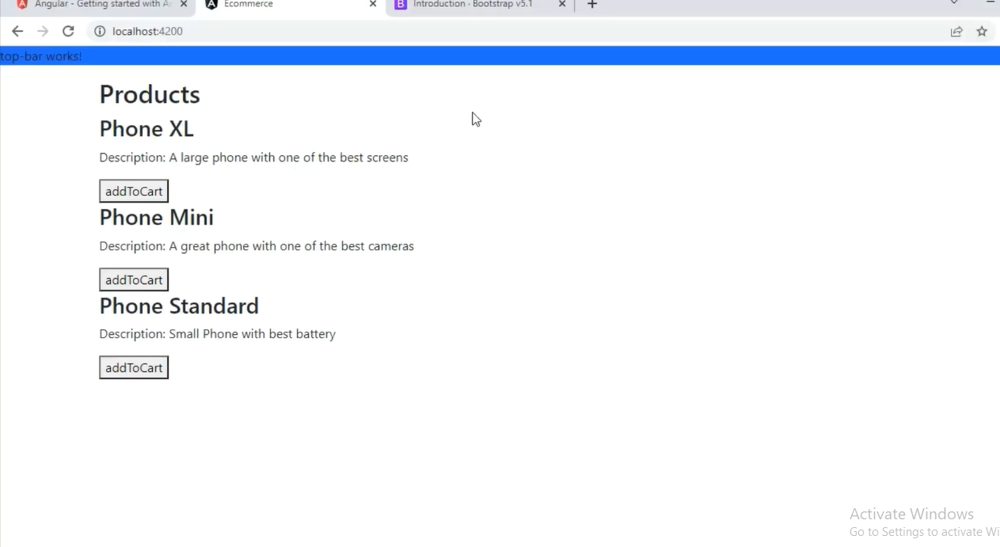 Angular - Getting started with A
Ecommerce
Introduction · Bootstrap v5.1
localhost:4200
top-bar works!
Products
Phone XL
Description: A large phone with one of the best screens
addToCart
Phone Mini
Description: A great phone with one of the best cameras
addToCart
Phone Standard
Description: Small Phone with best battery
addToCart
Activate Windows
Go to Settings to activate Wi